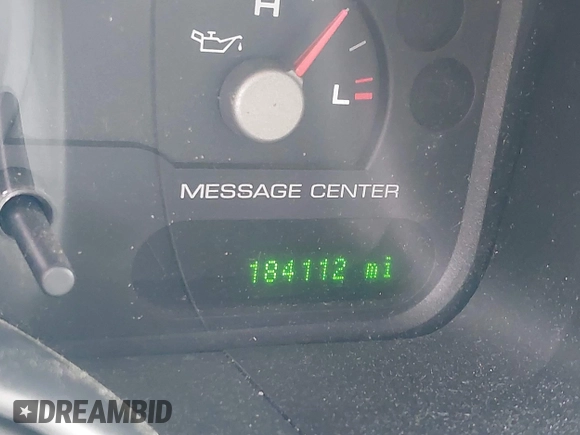 H
L
MESSAGE CENTER
184112 mi
DREAMBID